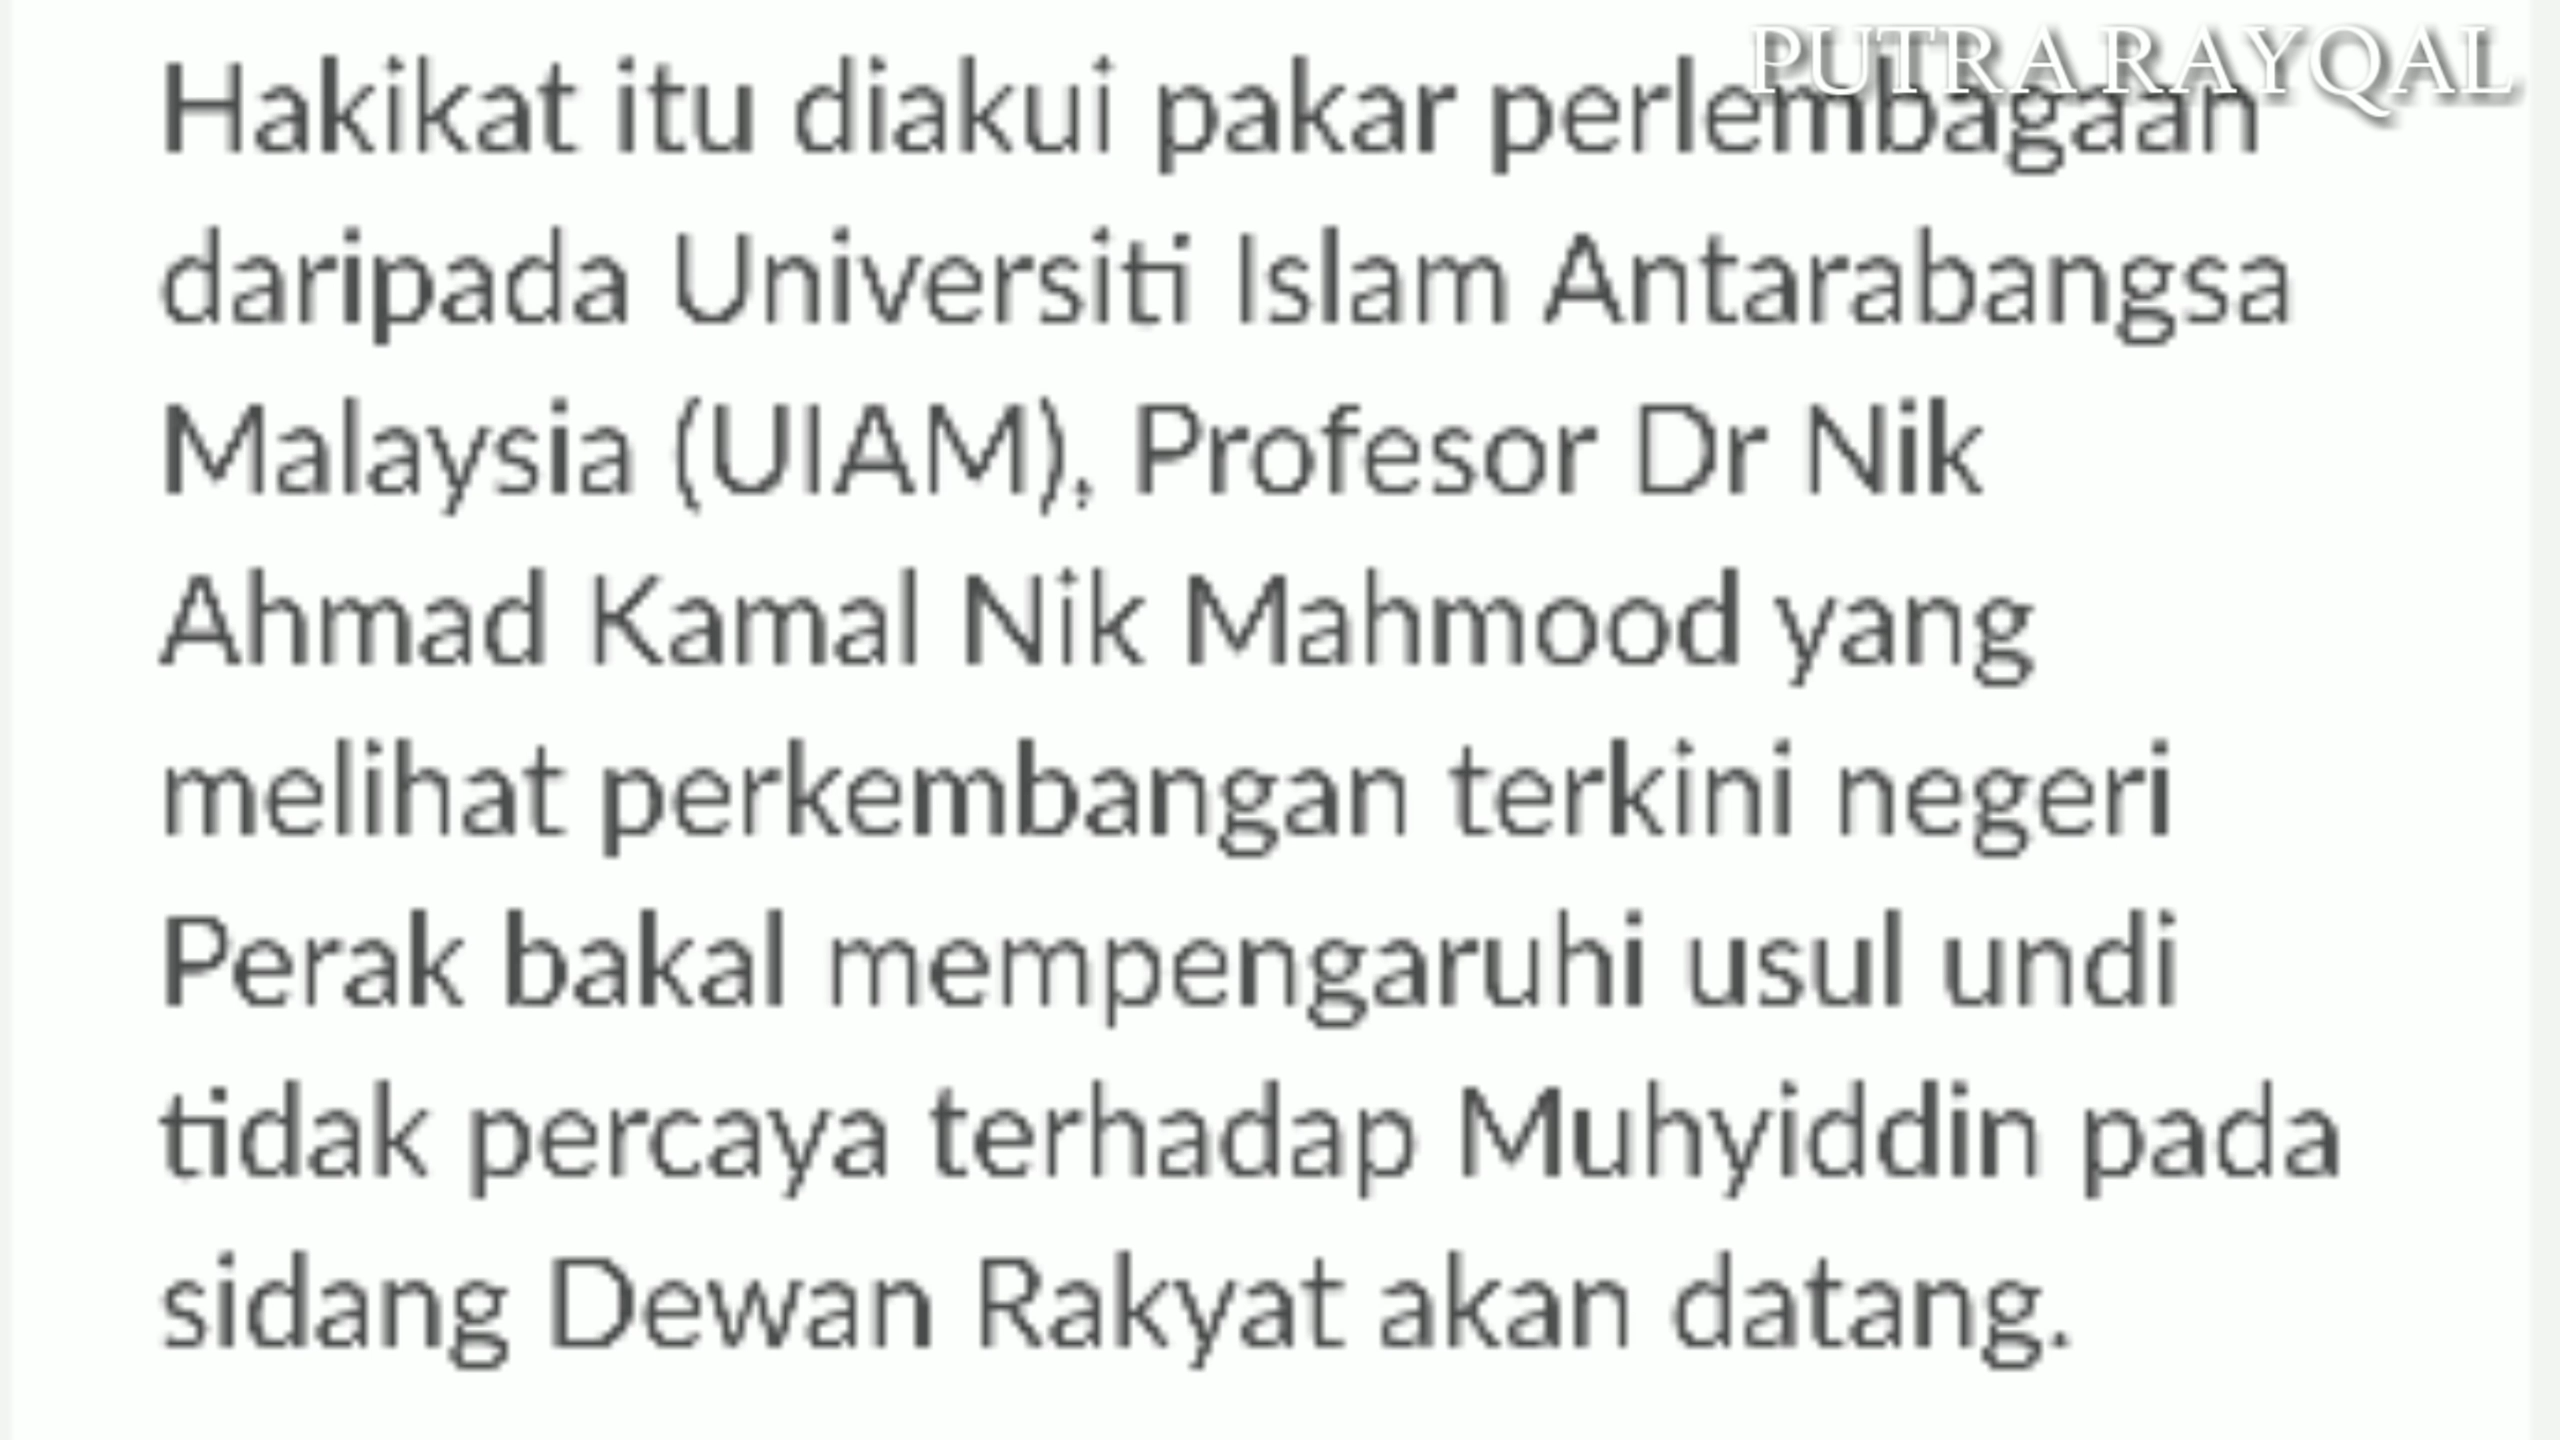 PUTRA RAYQAL
Hakikat itu diakui pakar perlembagaan
daripada Universiti Islam Antarabangsa
Malaysia (UIAM), Profesor Dr Nik
Ahmad Kamal Nik Mahmood yang
melihat perkembangan terkini negeri
Perak bakal mempengaruhi usul undi
tidak percaya terhadap Muhyiddin pada
sidang Dewan Rakyat akan datang.